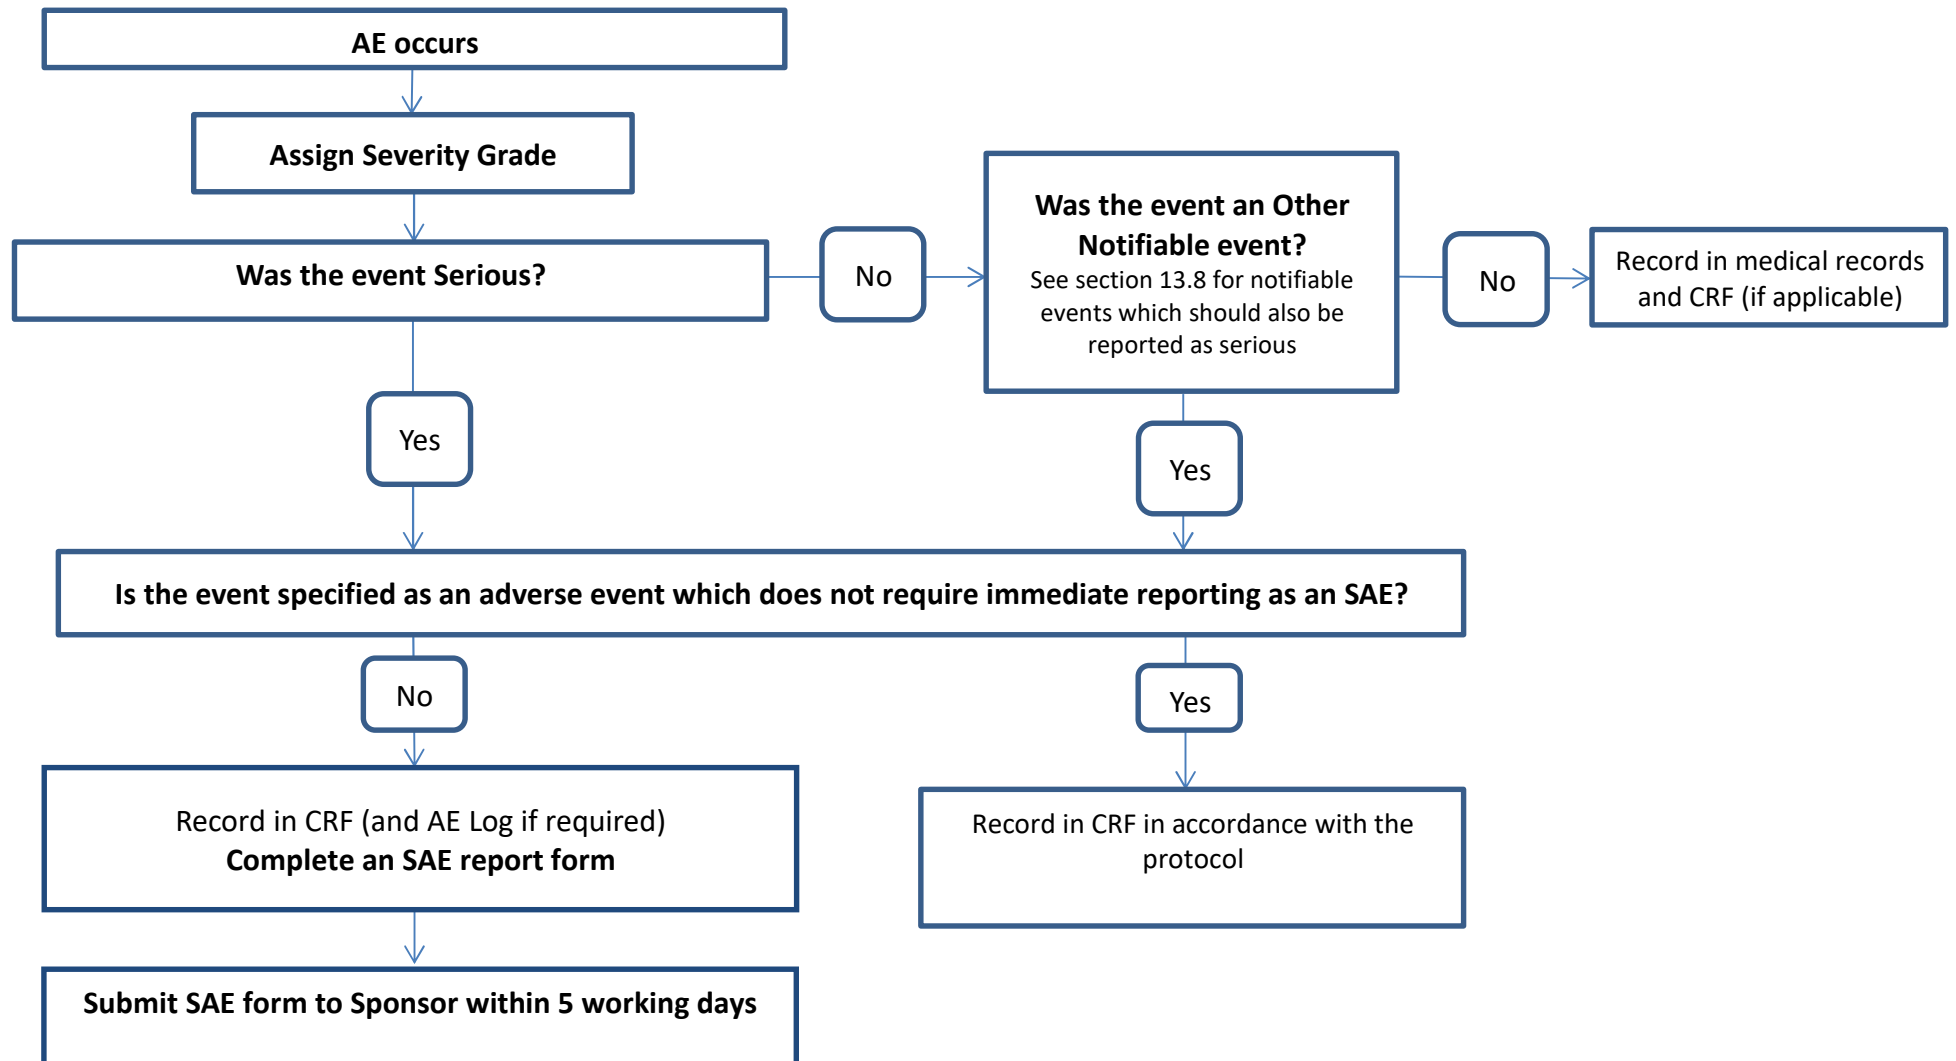 AE occurs
Assign Severity Grade
Was the event Serious?
No
Was the event an Other
Notifiable event?
See section 13.8 for notifiable
events which should also be
reported as serious
No
Record in medical records
and CRF (if applicable)
Yes
Yes
Is the event specified as an adverse event which does not require immediate reporting as an SAE?
No
Yes
Record in CRF (and AE Log if required)
Complete an SAE report form
Record in CRF in accordance with the
protocol
Submit SAE form to Sponsor within 5 working days